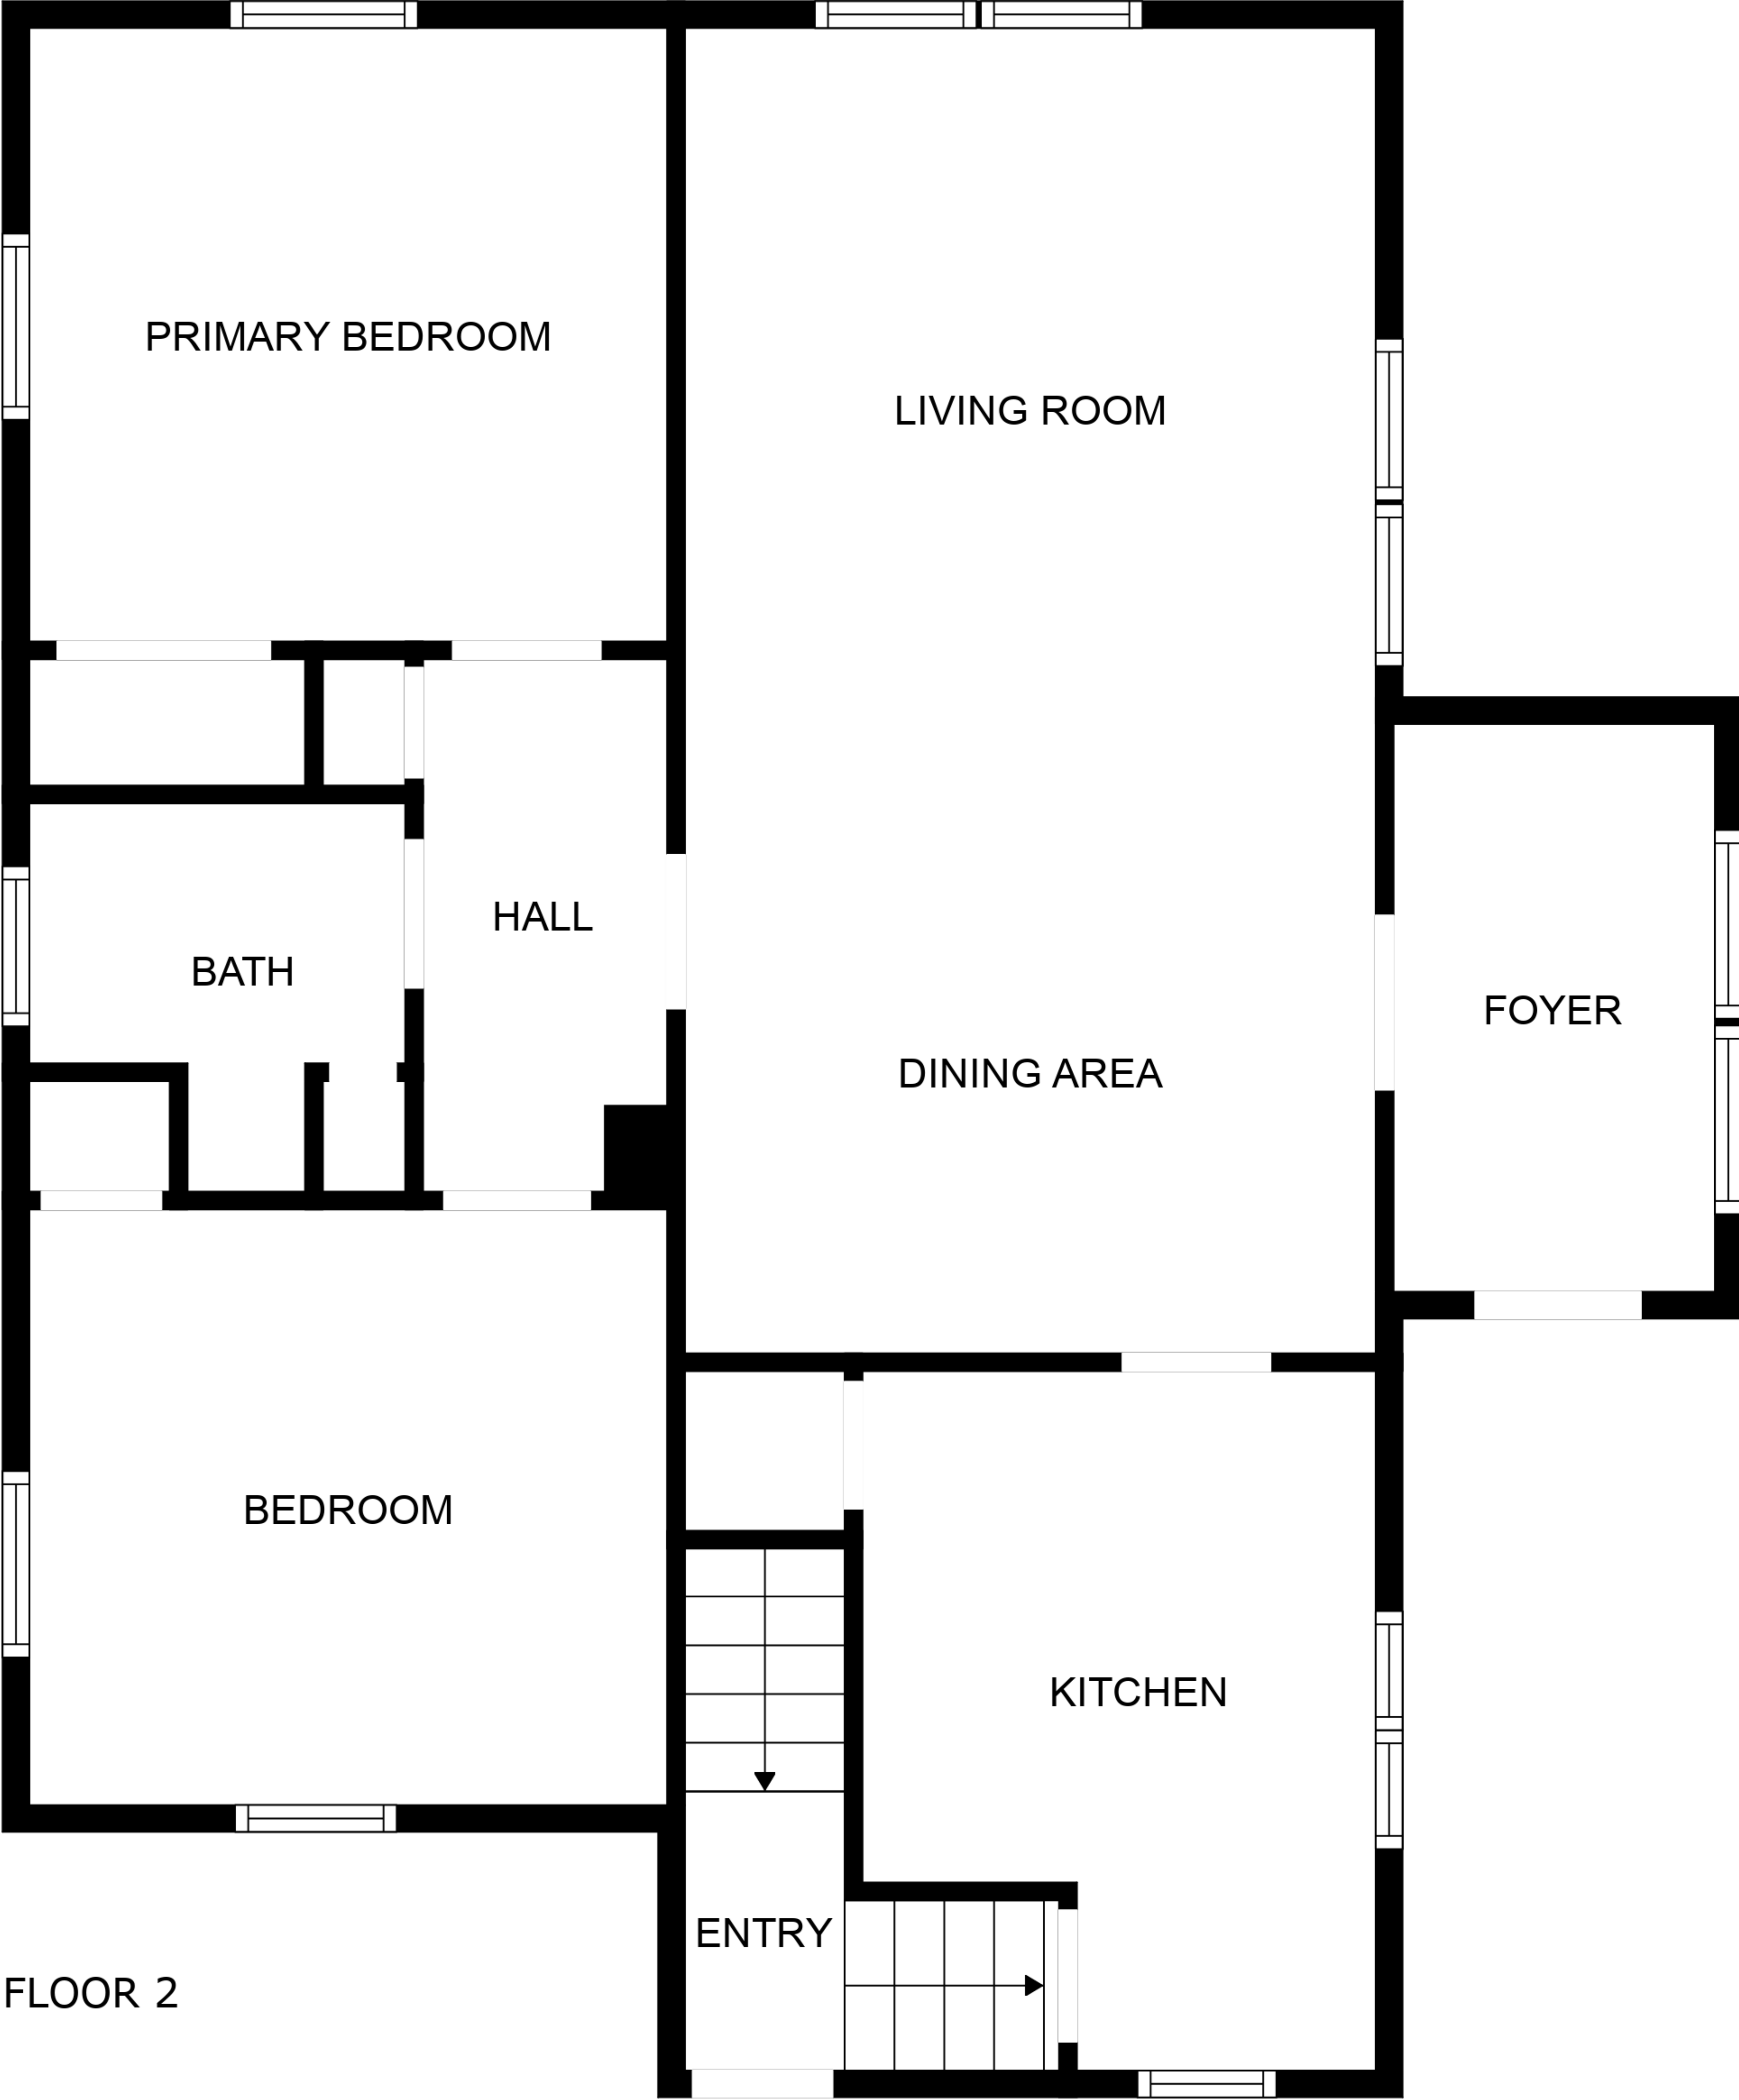 PRIMARY BEDROOM
LIVING ROOM
HALL
BATH
FOYER
DINING AREA
BEDROOM
KITCHEN
ENTRY
FLOOR 2